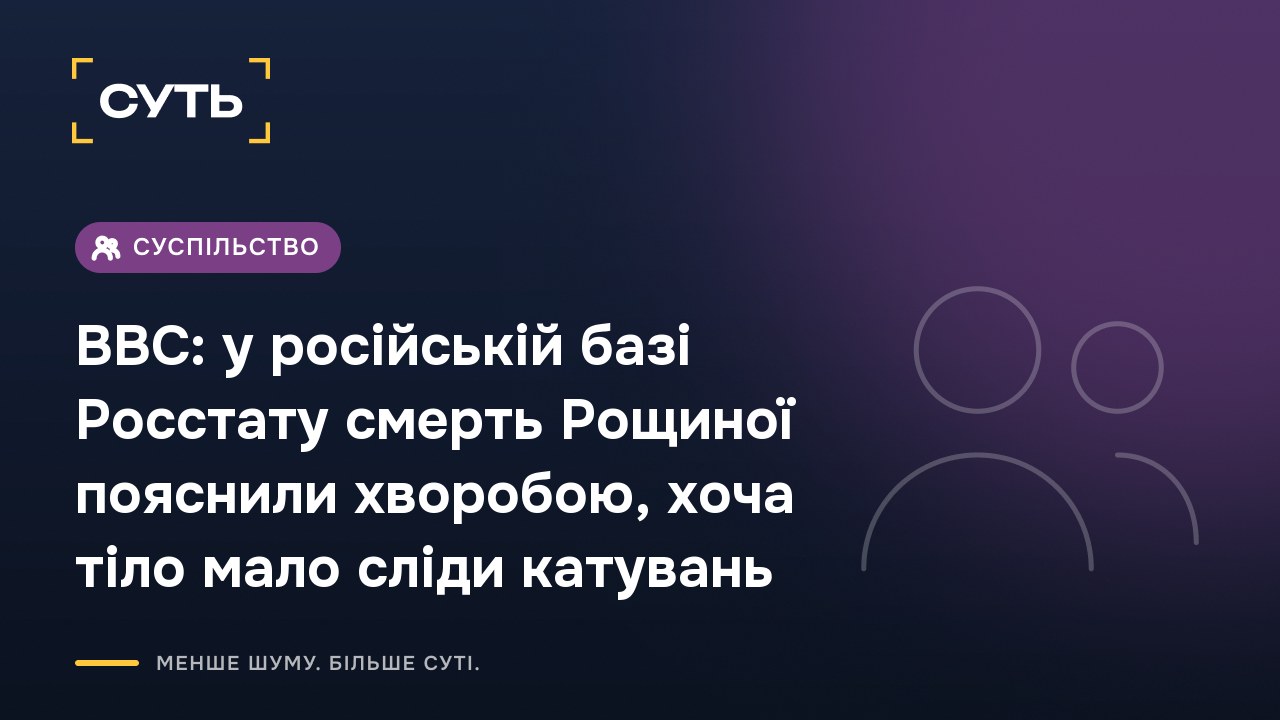 СУТЬ
СУСПІЛЬСТВО
BBC: у російській базі
Росстату смерть Рощиної
пояснили хворобою, хоча
тіло мало сліди катувань
МЕНШЕ ШУМУ. БІЛЬШЕ СУТІ.